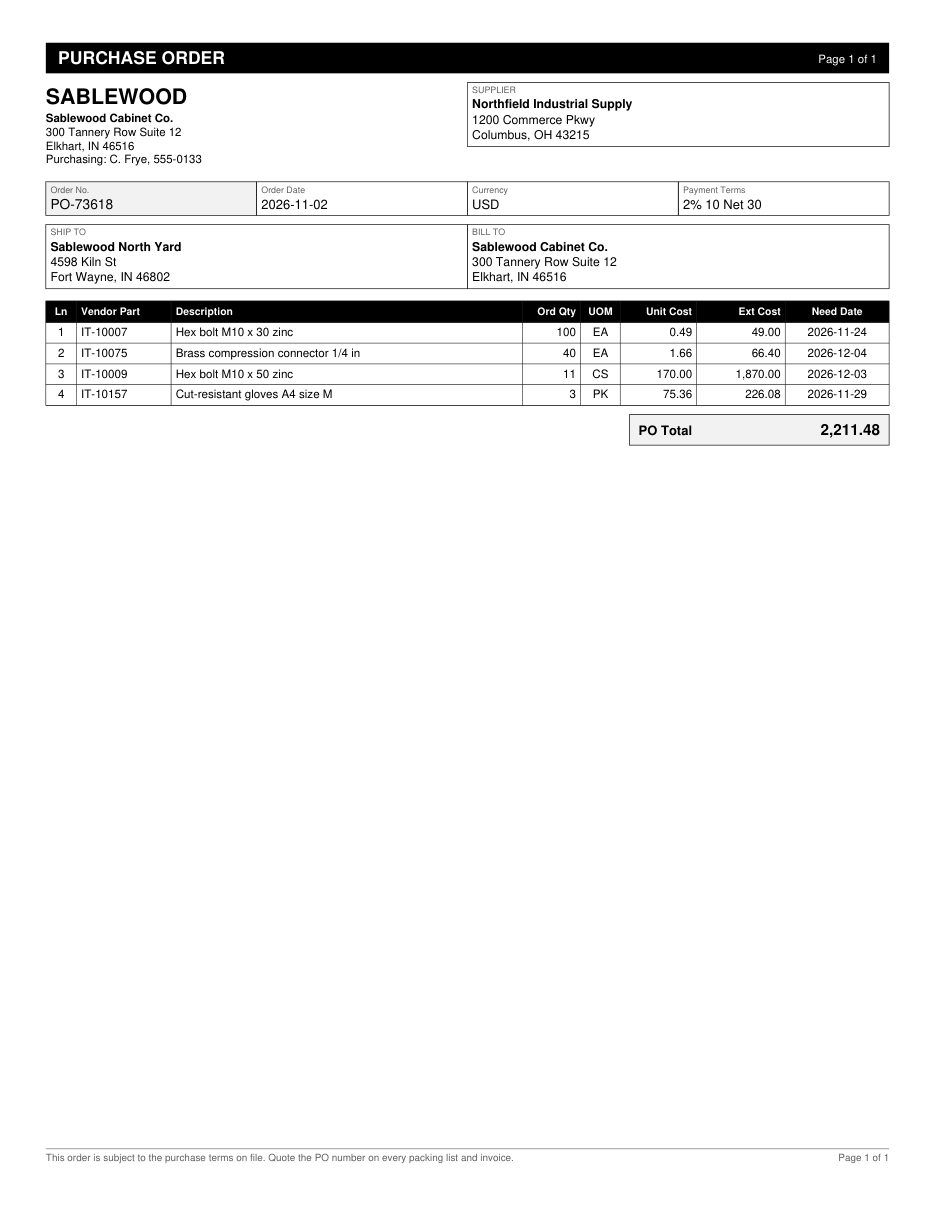 PURCHASE ORDER Page 1 of 1
SABLEWOOD
Sablewood Cabinet Co.
300 Tannery Row Suite 12
Elkhart, IN 46516
Purchasing: C. Frye, 555-0133
SUPPLIER
Northfield Industrial Supply
1200 Commerce Pkwy
Columbus, OH 43215
Order No. Order Date Currency Payment Terms
PO-73618 2026-11-02 USD 2% 10 Net 30
SHIP TO
Sablewood North Yard
4598 Kiln St
Fort Wayne, IN 46802
BILL TO
Sablewood Cabinet Co.
300 Tannery Row Suite 12
Elkhart, IN 46516
Ln Vendor Part Description Ord Qty UOM Unit Cost Ext Cost Need Date
1 IT-10007 Hex bolt M10 x 30 zinc 100 EA 0.49 49.00 2026-11-24
2 IT-10075 Brass compression connector 1/4 in 40 EA 1.66 66.40 2026-12-04
3 IT-10009 Hex bolt M10 x 50 zinc 11 CS 170.00 1,870.00 2026-12-03
4 IT-10157 Cut-resistant gloves A4 size M 3 PK 75.36 226.08 2026-11-29
PO Total 2,211.48
This order is subject to the purchase terms on file. Quote the PO number on every packing list and invoice. Page 1 of 1